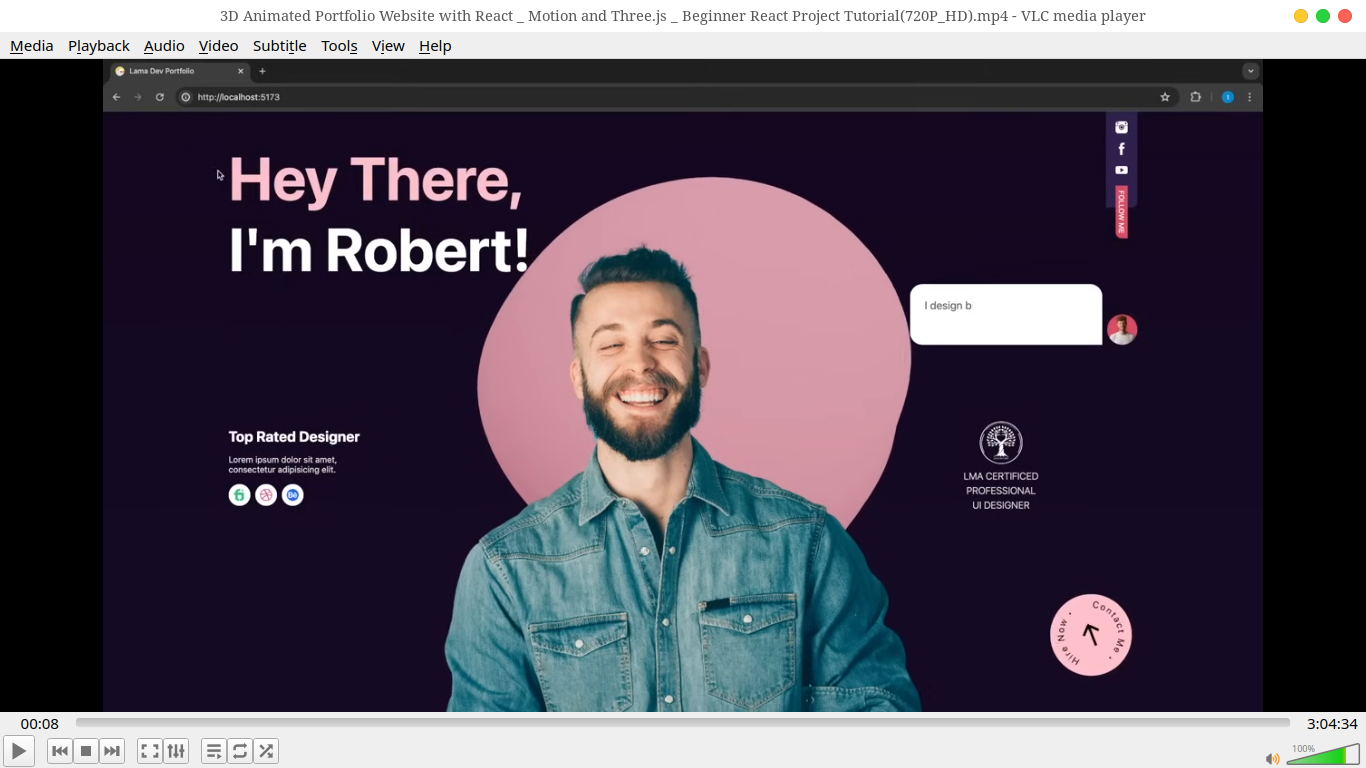 3D Animated Portfolio Website with React _ Motion and Three.js _ Beginner React Project Tutorial(720P_HD).mp4 - VLC media player
Media Playback Audio Video Subtitle Tools View Help
Lama Dev Portfolio
http://localhost:5173
Hey There,
I'm Robert!
FOLLOW ME
I design b
Top Rated Designer
Lorem ipsum dolor sit amet,
consectetur adipisicing elit.
Bē
LMA CERTIFICED
PROFESSIONAL
UI DESIGNER
Contact Me •
Hire Now •
00:08
3:04:34
100%